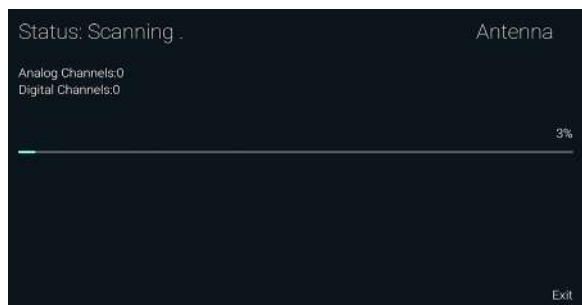 Status: Scanning .
Antenna
Analog Channels:0
Digital Channels:0
3%
Exit